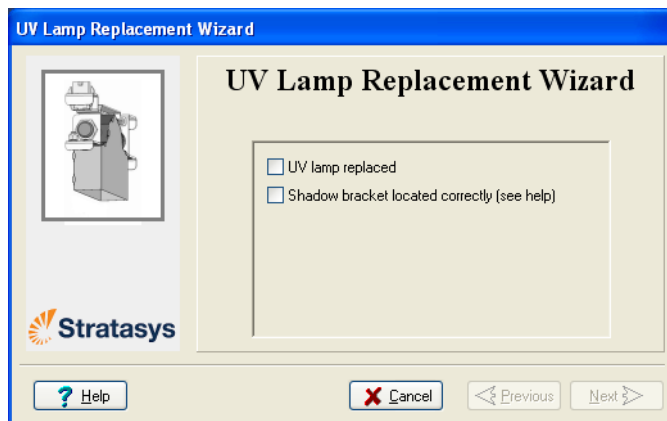 UV Lamp Replacement Wizard
UV Lamp Replacement Wizard
UV lamp replaced
Shadow bracket located correctly (see help)
Stratasys
? Help
Cancel
Previous
Next